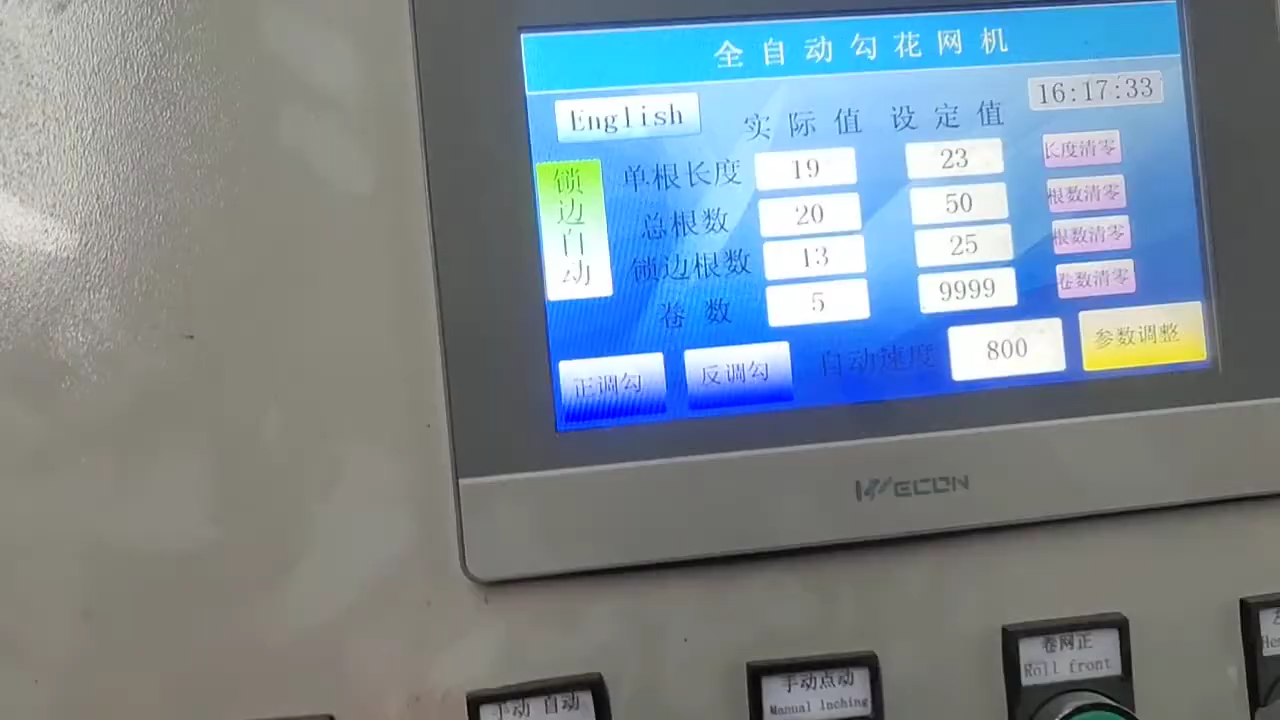 全自动勾花网机
English
实际值 设定值
16:17:33
锁边自动
单根长度 19 23 长度清零
总根数 20 50 根数清零
锁边根数 13 25 根数清零
卷数 5 9999 卷数清零
正调勾 反调勾 自动速度 800 参数调整
WECON
手动 自动
手动点动
Manual Inching
卷网正
Roll front